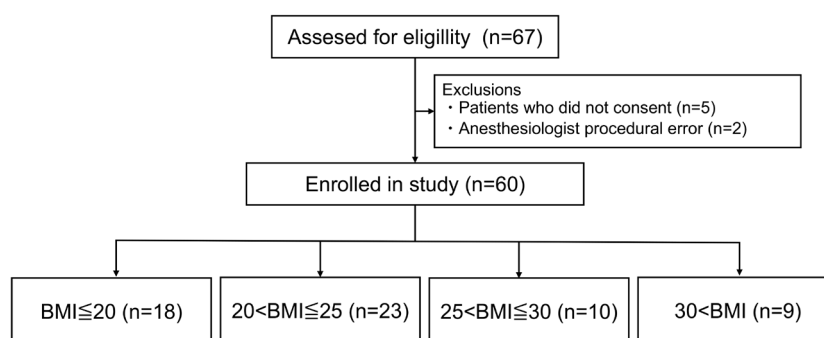 Assesed for eligillity (n=67)
Exclusions
・Patients who did not consent (n=5)
・Anesthesiologist procedural error (n=2)
Enrolled in study (n=60)
BMI≦20 (n=18)
20<BMI≦25 (n=23)
25<BMI≦30 (n=10)
30<BMI (n=9)